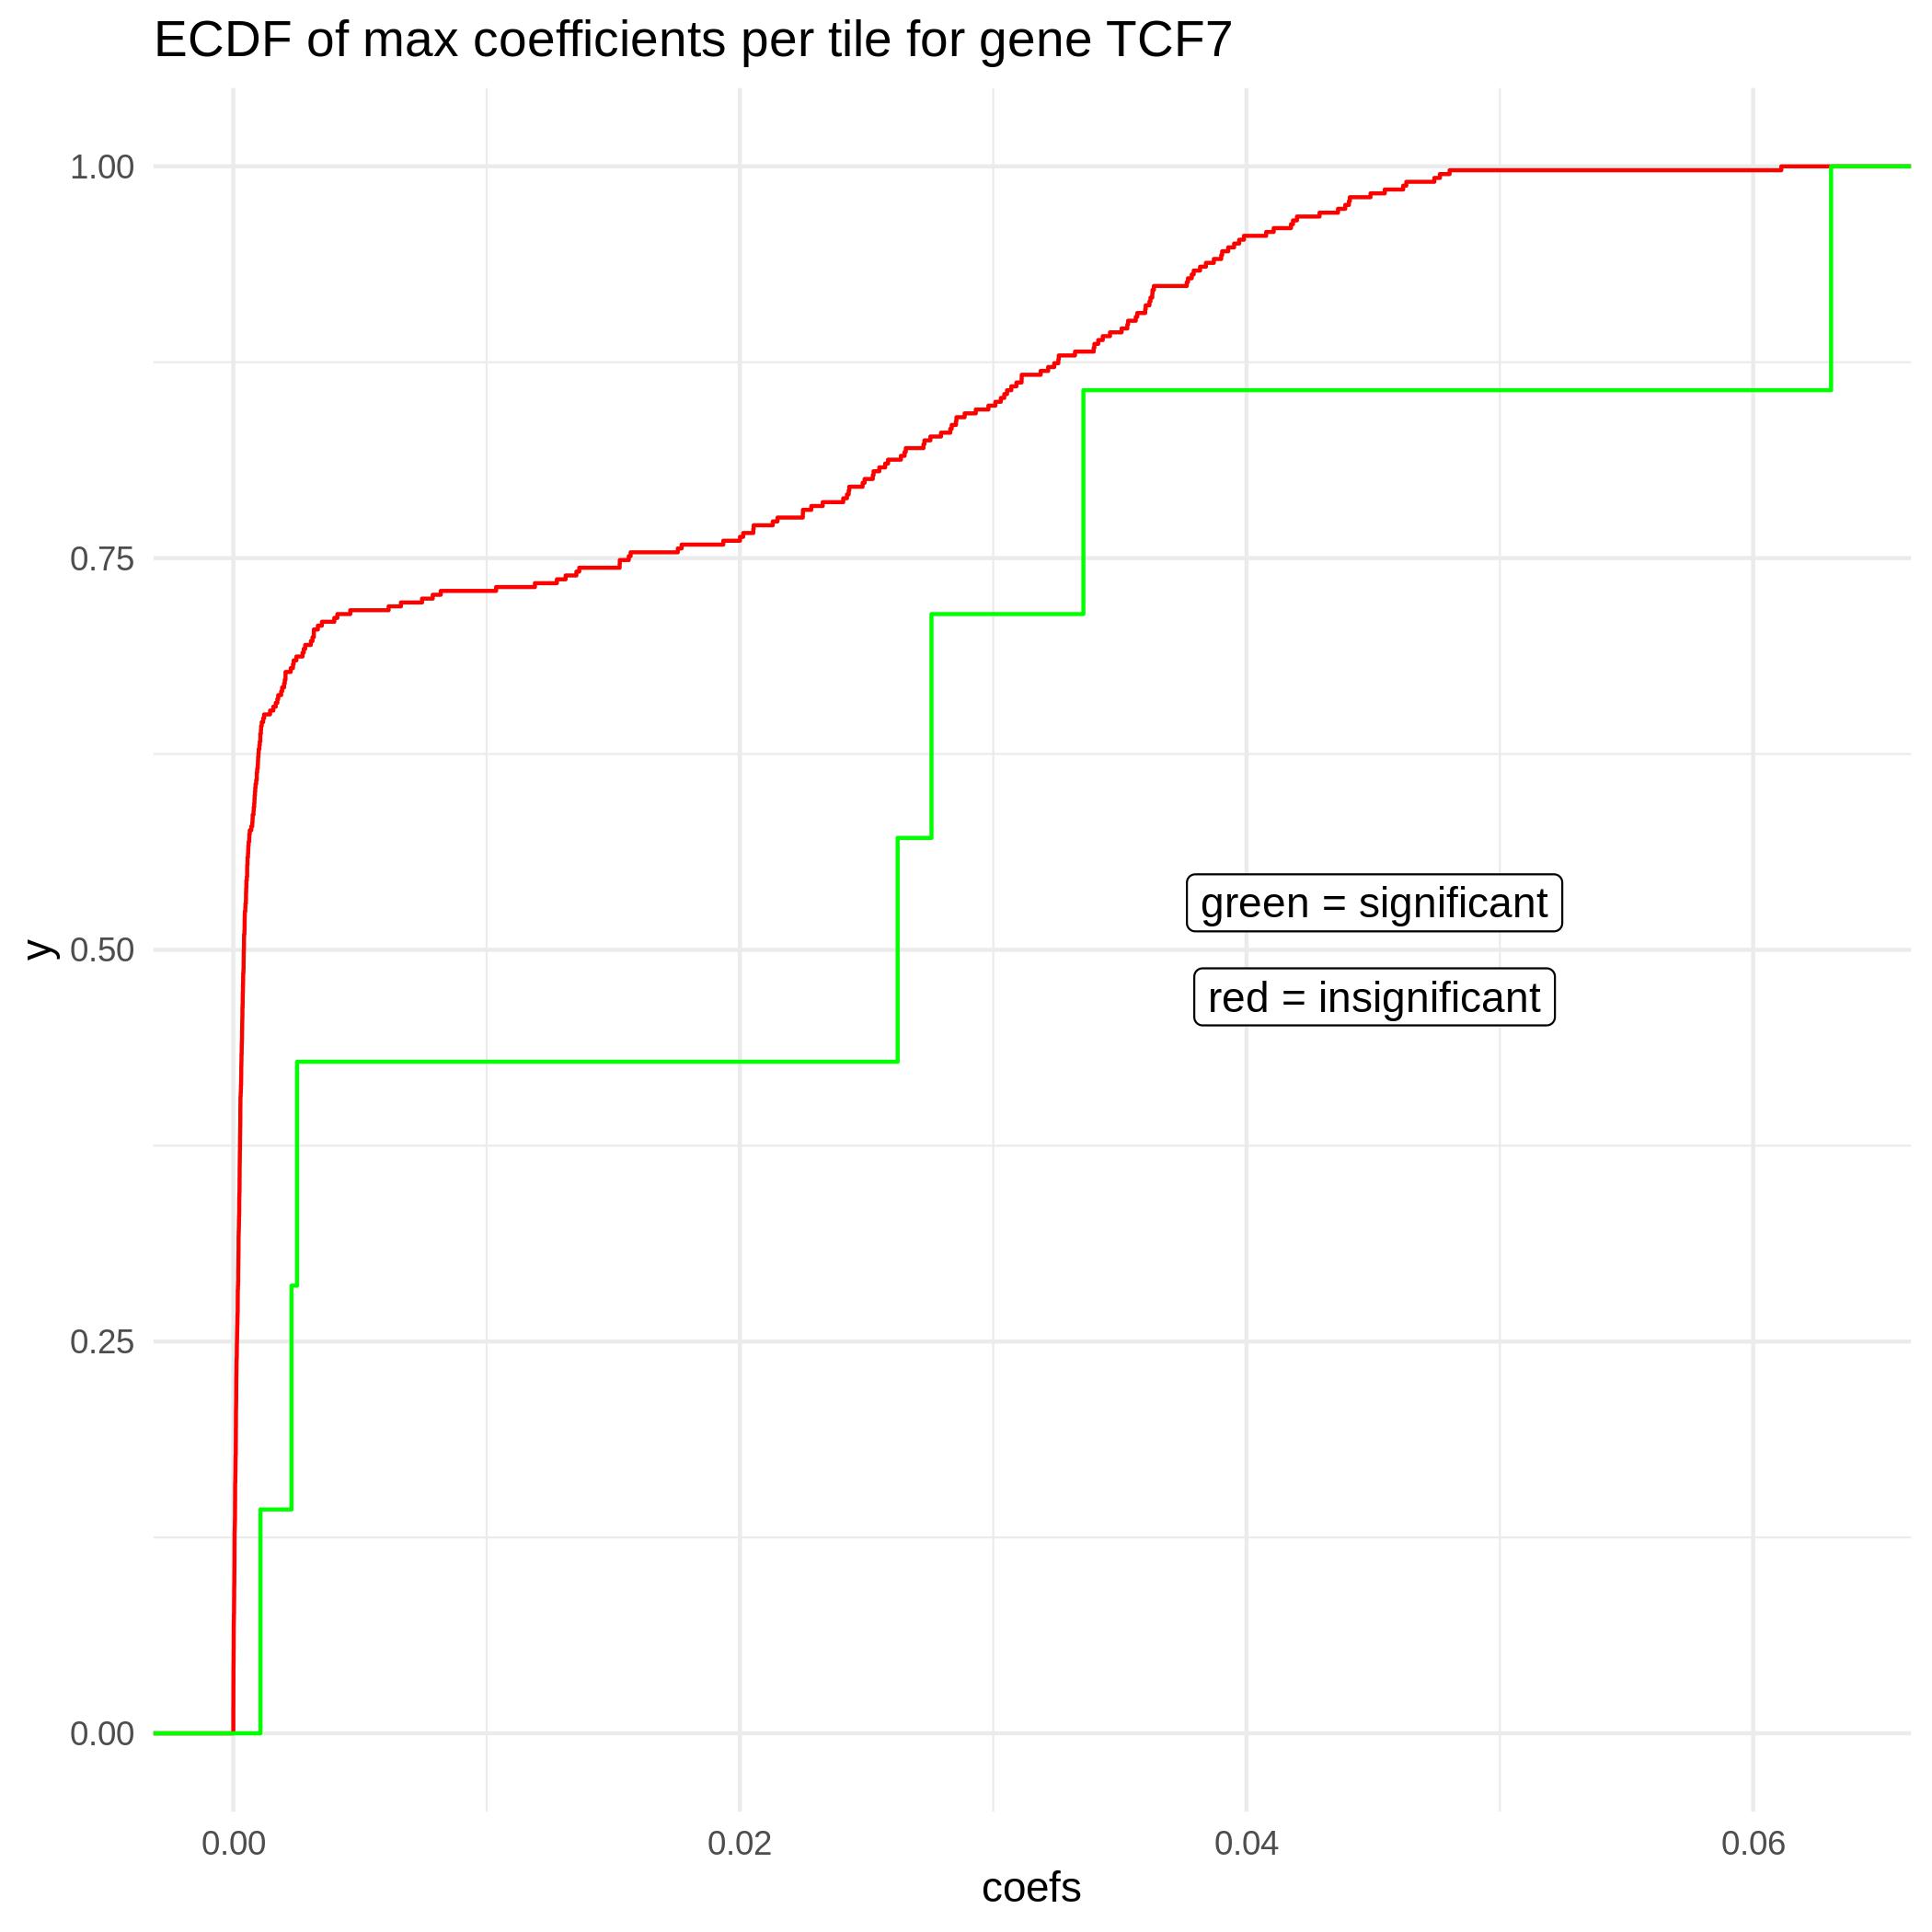 ECDF of max coefficients per tile for gene TCF7
1.00
0.75
0.50
0.25
0.00
y
green = significant
red = insignificant
0.00 0.02 0.04 0.06
coefs